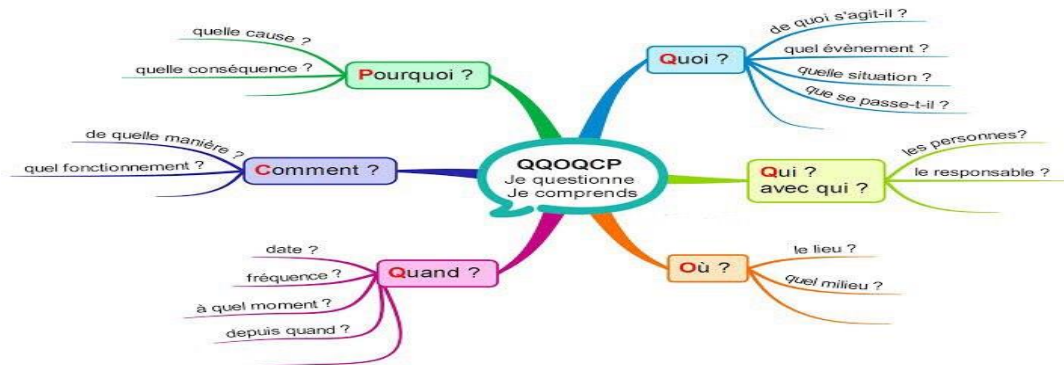 QQOQCP
Je questionne
Je comprends
Quoi ?
de quoi s'agit-il ?
quel évènement ?
quelle situation ?
que se passe-t-il ?
Qui ?
avec qui ?
les personnes?
le responsable ?
Où ?
le lieu ?
quel milieu ?
Quand ?
date ?
fréquence ?
à quel moment ?
depuis quand ?
Comment ?
de quelle manière ?
quel fonctionnement ?
Pourquoi ?
quelle cause ?
quelle conséquence ?